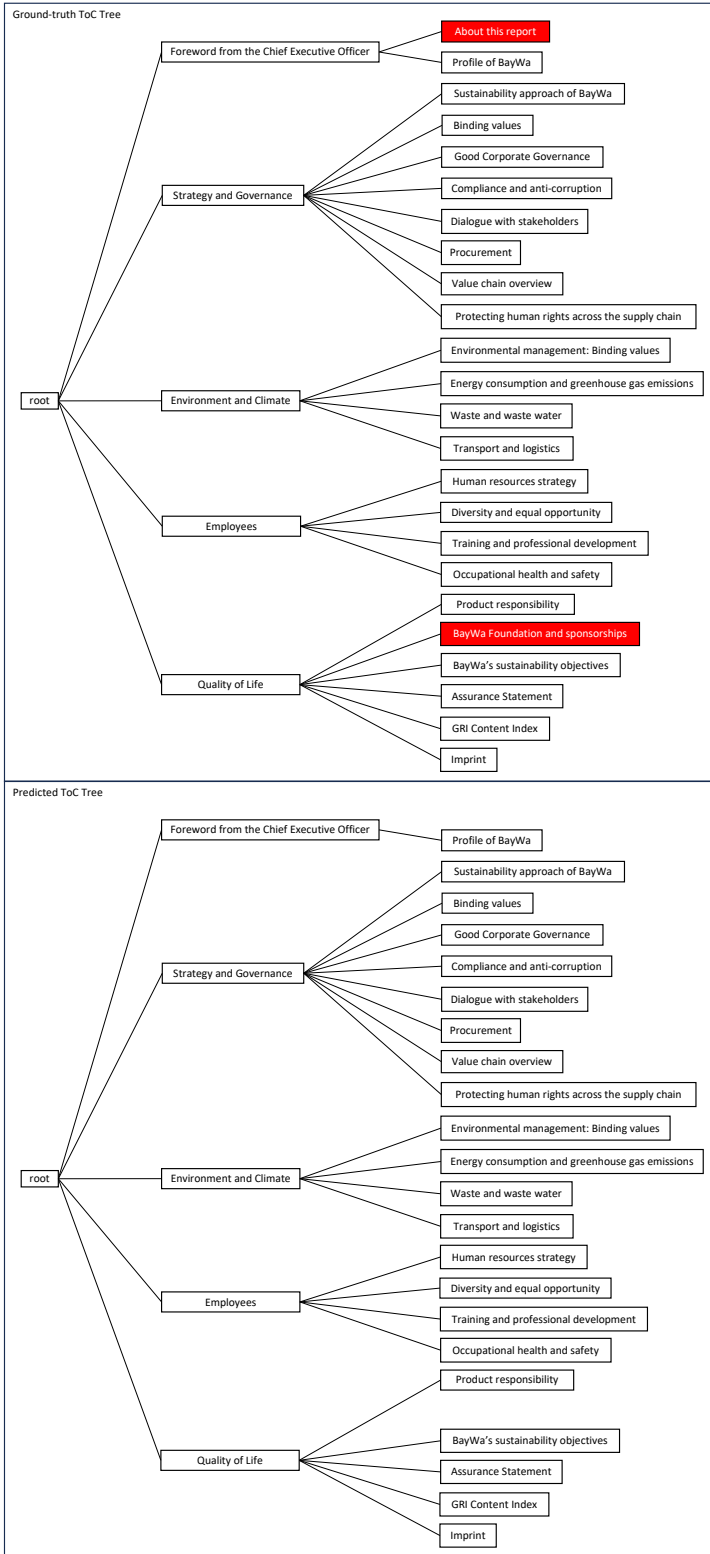 Ground-truth ToC Tree
About this report
Foreword from the Chief Executive Officer
Profile of BayWa
Sustainability approach of BayWa
Binding values
Good Corporate Governance
Compliance and anti-corruption
Strategy and Governance
Dialogue with stakeholders
Procurement
Value chain overview
Protecting human rights across the supply chain
Environmental management: Binding values
Energy consumption and greenhouse gas emissions
root
Environment and Climate
Waste and waste water
Transport and logistics
Human resources strategy
Diversity and equal opportunity
Employees
Training and professional development
Occupational health and safety
Product responsibility
BayWa Foundation and sponsorships
BayWa's sustainability objectives
Quality of Life
Assurance Statement
GRI Content Index
Imprint
Predicted ToC Tree
Foreword from the Chief Executive Officer
Profile of BayWa
Sustainability approach of BayWa
Binding values
Good Corporate Governance
Compliance and anti-corruption
Strategy and Governance
Dialogue with stakeholders
Procurement
Value chain overview
Protecting human rights across the supply chain
Environmental management: Binding values
Energy consumption and greenhouse gas emissions
root
Environment and Climate
Waste and waste water
Transport and logistics
Human resources strategy
Diversity and equal opportunity
Employees
Training and professional development
Occupational health and safety
Product responsibility
BayWa's sustainability objectives
Quality of Life
Assurance Statement
GRI Content Index
Imprint